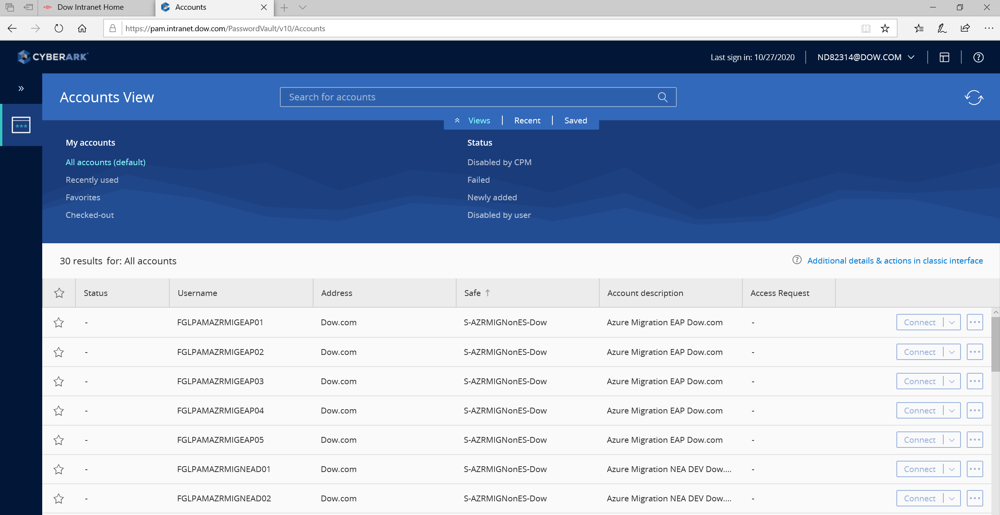 Dow Intranet Home
Accounts
https://pam.intranet.dow.com/PasswordVault/v10/Accounts
CYBERARK
Last sign in: 10/27/2020
ND82314@DOW.COM
Accounts View
Search for accounts
Views
Recent
Saved
My accounts
Status
All accounts (default)
Disabled by CPM
Recently used
Failed
Favorites
Newly added
Checked-out
Disabled by user
30 results for: All accounts
Additional details & actions in classic interface
Status Username Address Safe Account description Access Request
- FGLPAMAZRMIGEAP01 Dow.com S-AZRMIGNonES-Dow Azure Migration EAP Dow.com - Connect
- FGLPAMAZRMIGEAP02 Dow.com S-AZRMIGNonES-Dow Azure Migration EAP Dow.com - Connect
- FGLPAMAZRMIGEAP03 Dow.com S-AZRMIGNonES-Dow Azure Migration EAP Dow.com - Connect
- FGLPAMAZRMIGEAP04 Dow.com S-AZRMIGNonES-Dow Azure Migration EAP Dow.com - Connect
- FGLPAMAZRMIGEAP05 Dow.com S-AZRMIGNonES-Dow Azure Migration EAP Dow.com - Connect
- FGLPAMAZRMIGNEAD01 Dow.com S-AZRMIGNonES-Dow Azure Migration NEA DEV Dow.... - Connect
- FGLPAMAZRMIGNEAD02 Dow.com S-AZRMIGNonES-Dow Azure Migration NEA DEV Dow.... - Connect